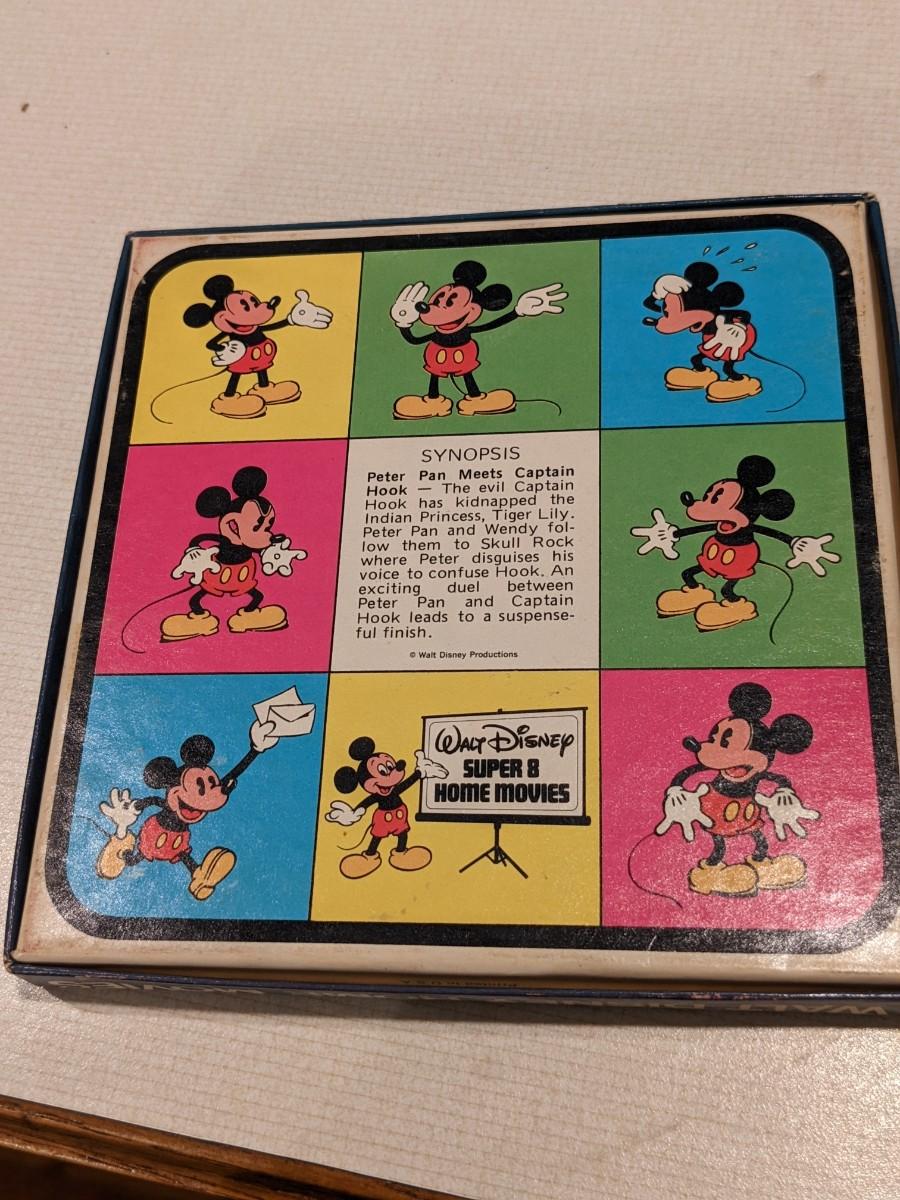 SYNOPSIS
Peter Pan Meets Captain
Hook — The evil Captain
Hook has kidnapped the
Indian Princess, Tiger Lily.
Peter Pan and Wendy fol-
low them to Skull Rock
where Peter disguises his
voice to confuse Hook. An
exciting duel between
Peter Pan and Captain
Hook leads to a suspense-
ful finish.
© Walt Disney Productions
WALT DISNEY
SUPER 8
HOME MOVIES
Printed in U.S.A.
WALT